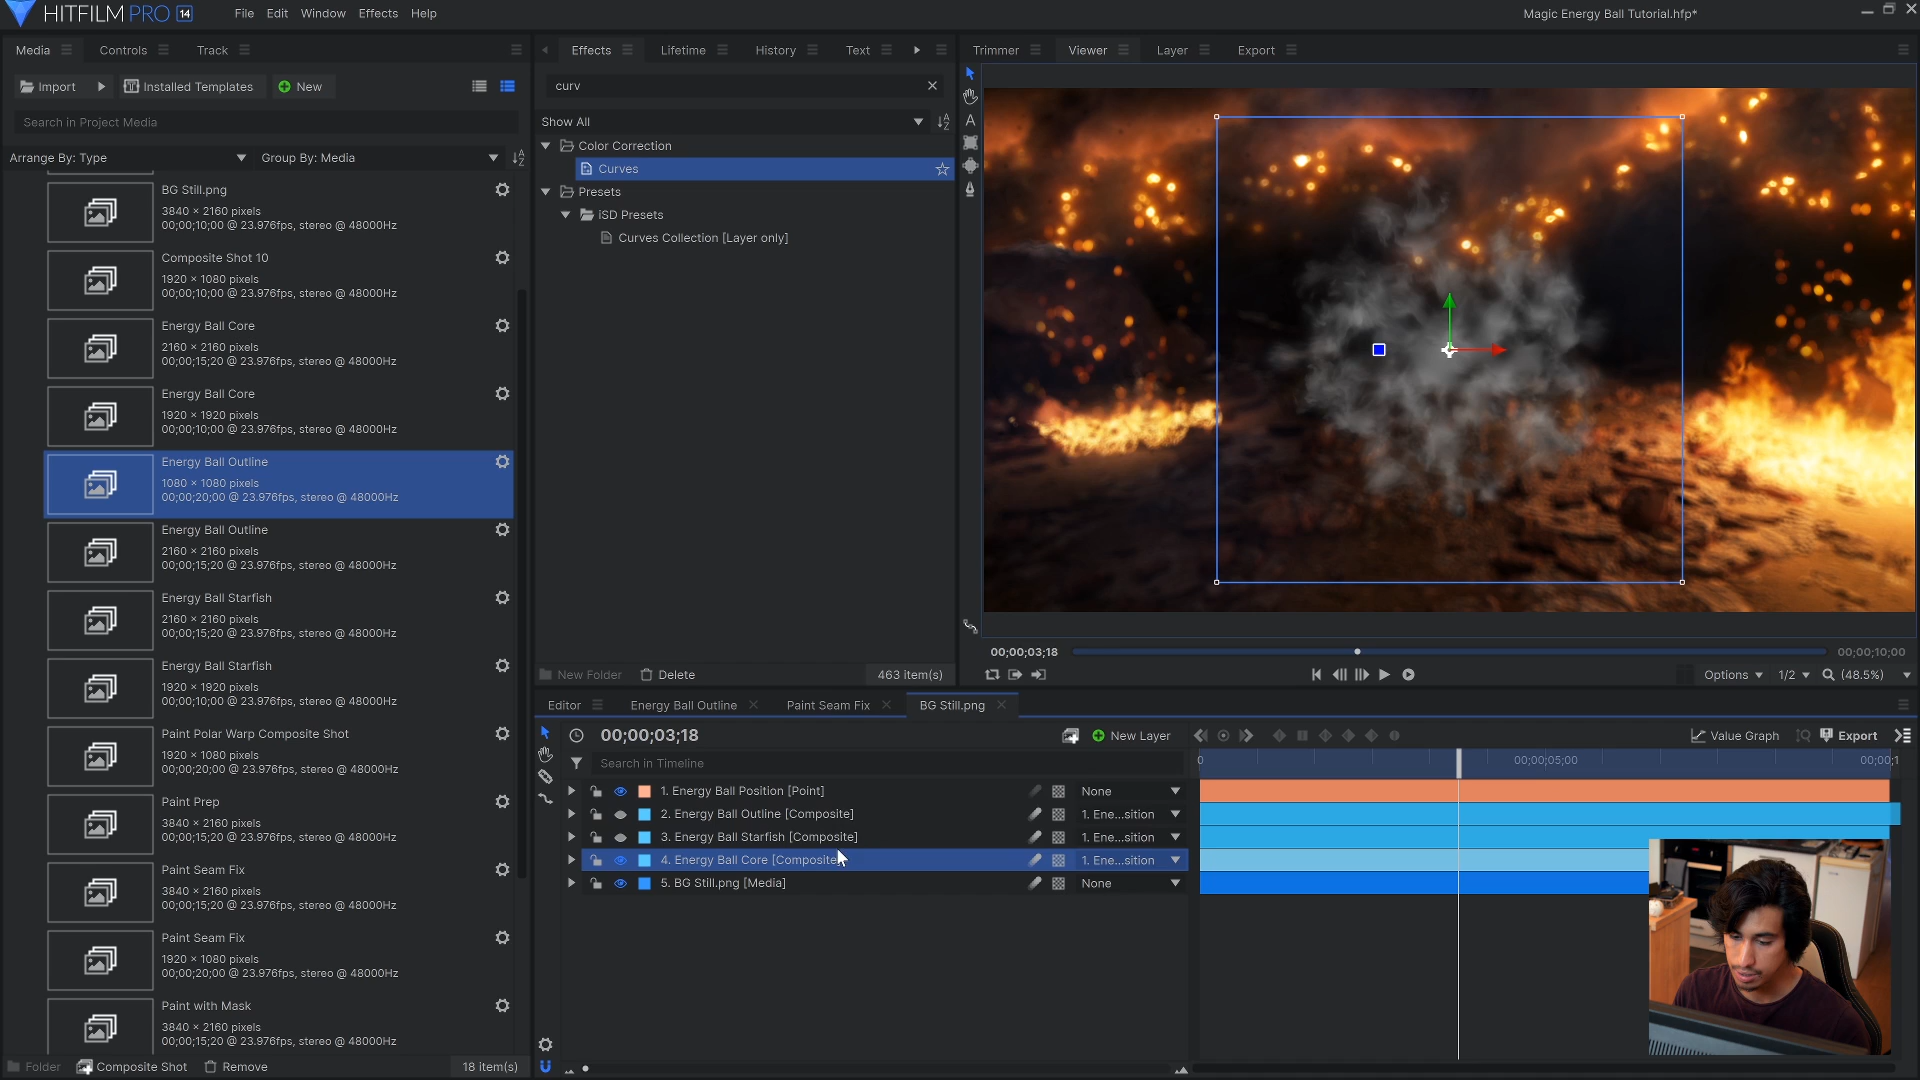 HITFILM PRO 14
File Edit Window Effects Help
Magic Energy Ball Tutorial.hfp*
Media Controls Track
Import Installed Templates New
Search in Project Media
Arrange By: Type Group By: Media
BG Still.png
3840 × 2160 pixels
00;00;10;00 @ 23.976fps, stereo @ 48000Hz
Composite Shot 10
1920 × 1080 pixels
00;00;10;00 @ 23.976fps, stereo @ 48000Hz
Energy Ball Core
2160 × 2160 pixels
00;00;15;20 @ 23.976fps, stereo @ 48000Hz
Energy Ball Core
1920 × 1920 pixels
00;00;10;00 @ 23.976fps, stereo @ 48000Hz
Energy Ball Outline
1080 × 1080 pixels
00;00;20;00 @ 23.976fps, stereo @ 48000Hz
Energy Ball Outline
2160 × 2160 pixels
00;00;15;20 @ 23.976fps, stereo @ 48000Hz
Energy Ball Starfish
2160 × 2160 pixels
00;00;15;20 @ 23.976fps, stereo @ 48000Hz
Energy Ball Starfish
1920 × 1920 pixels
00;00;10;00 @ 23.976fps, stereo @ 48000Hz
Paint Polar Warp Composite Shot
1920 × 1080 pixels
00;00;20;00 @ 23.976fps, stereo @ 48000Hz
Paint Prep
3840 × 2160 pixels
00;00;15;20 @ 23.976fps, stereo @ 48000Hz
Paint Seam Fix
3840 × 2160 pixels
00;00;15;20 @ 23.976fps, stereo @ 48000Hz
Paint Seam Fix
1920 × 1080 pixels
00;00;20;00 @ 23.976fps, stereo @ 48000Hz
Paint with Mask
3840 × 2160 pixels
00;00;15;20 @ 23.976fps, stereo @ 48000Hz
Folder Composite Shot Remove 18 item(s)
Effects Lifetime History Text
curv
Show All
Color Correction
Curves
Presets
iSD Presets
Curves Collection [Layer only]
New Folder Delete 463 item(s)
Trimmer Viewer Layer Export
00;00;03;18 00;00;10;00
Options 1/2 (48.5%)
Editor Energy Ball Outline Paint Seam Fix BG Still.png
00;00;03;18 New Layer Value Graph Export
Search in Timeline
0 00;00;05;00 00;00;1
1. Energy Ball Position [Point] None
2. Energy Ball Outline [Composite] 1. Ene...sition
3. Energy Ball Starfish [Composite] 1. Ene...sition
4. Energy Ball Core [Composite] 1. Ene...sition
5. BG Still.png [Media] None